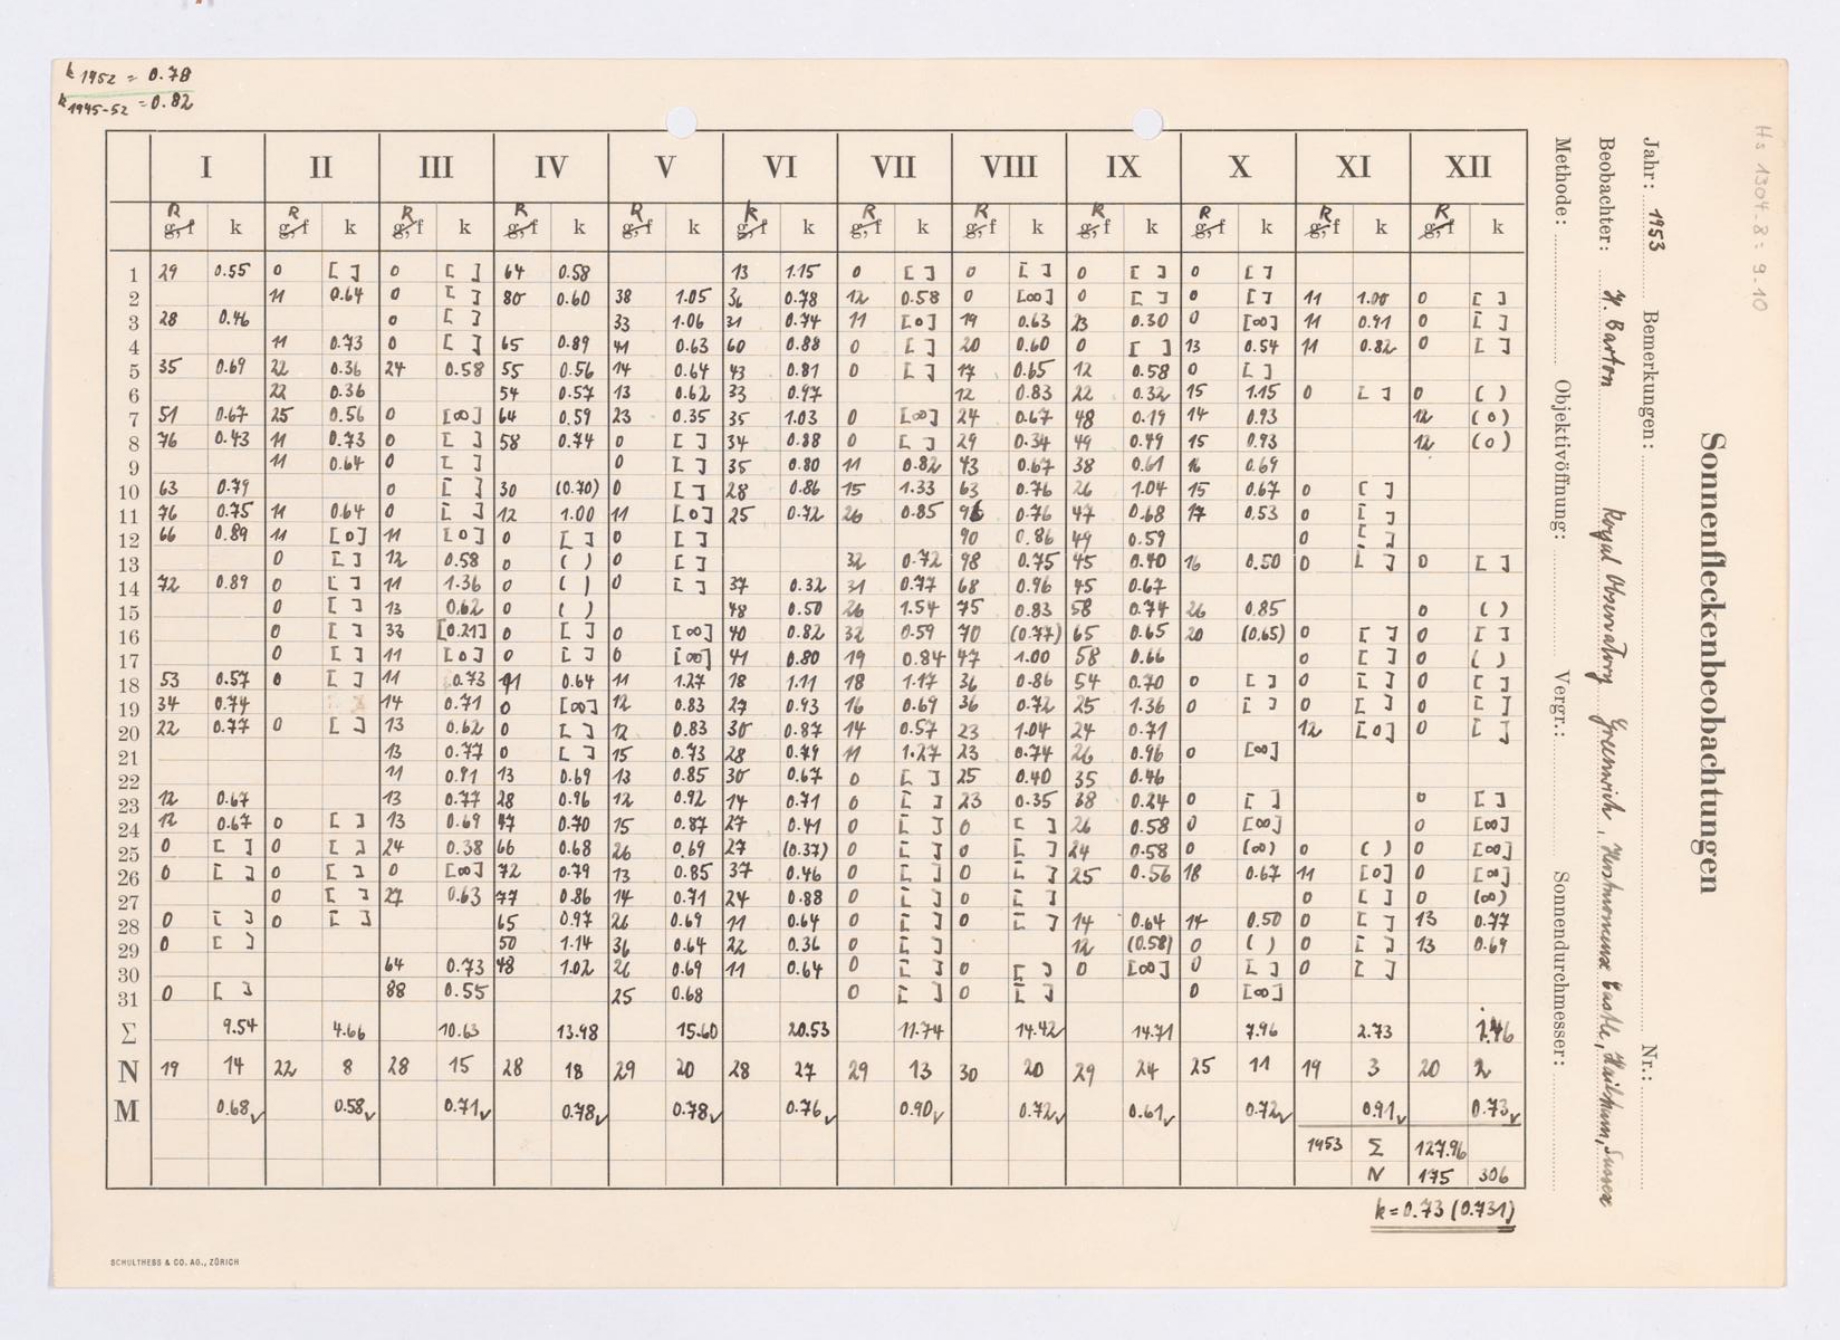 k 1952 = 0.78
k 1945-52 = 0.82
Hs 1304.8 : 9.10
Sonnenfleckenbeobachtungen
Jahr: 1953 Bemerkungen: Nr.:
Beobachter: H. Barton Royal Observatory Greenwich, Herstmonceux Castle, Hailsham, Sussex
Methode: Objektivöffnung: Vergr.: Sonnendurchmesser:
I II III IV V VI VII VIII IX X XI XII
R g,f k R g,f k R g,f k R g,f k R g,f k R g,f k R g,f k R g,f k R g,f k R g,f k R g,f k R g,f k
1 29 0.55 0 [ ] 0 [ ] 64 0.58 13 1.15 0 [ ] 0 [ ] 0 [ ] 0 [ ]
2 11 0.64 0 [ ] 80 0.60 38 1.05 36 0.78 12 0.58 0 [∞] 0 [ ] 0 [ ] 11 1.00 0 [ ]
3 28 0.46 0 [ ] 33 1.06 31 0.74 11 [0] 19 0.63 23 0.30 0 [∞] 11 0.91 0 [ ]
4 11 0.73 0 [ ] 65 0.89 41 0.63 60 0.88 0 [ ] 20 0.60 0 [ ] 13 0.54 11 0.82 0 [ ]
5 35 0.69 22 0.36 24 0.58 55 0.56 14 0.64 43 0.81 0 [ ] 17 0.65 12 0.58 0 [ ]
6 22 0.36 54 0.57 13 0.62 33 0.97 12 0.83 22 0.32 15 1.15 0 [ ] 0 ( )
7 51 0.67 25 0.56 0 [∞] 64 0.59 23 0.35 35 1.03 0 [∞] 24 0.67 48 0.19 14 0.93 12 (0)
8 76 0.43 11 0.73 0 [ ] 58 0.74 0 [ ] 34 0.88 0 [ ] 29 0.34 49 0.49 15 0.93 12 (0)
9 11 0.64 0 [ ] 0 [ ] 35 0.80 11 0.82 43 0.67 38 0.61 16 0.69
10 63 0.79 0 [ ] 30 (0.70) 0 [ ] 28 0.86 15 1.33 63 0.76 26 1.04 15 0.67 0 [ ]
11 76 0.75 11 0.64 0 [ ] 12 1.00 11 [0] 25 0.72 26 0.85 96 0.76 47 0.68 17 0.53 0 [ ]
12 66 0.89 11 [0] 11 [0] 0 [ ] 0 [ ] 90 0.86 49 0.59 0 [ ]
13 0 [ ] 12 0.58 0 ( ) 0 [ ] 32 0.72 98 0.75 45 0.40 16 0.50 0 [ ] 0 [ ]
14 72 0.89 0 [ ] 11 1.36 0 ( ) 0 [ ] 37 0.32 31 0.77 68 0.96 45 0.67
15 0 [ ] 13 0.62 0 ( ) 48 0.50 26 1.54 75 0.83 58 0.74 26 0.85 0 ( )
16 0 [ ] 33 [0.21] 0 [ ] 0 [∞] 40 0.82 32 0.59 70 (0.77) 65 0.65 20 (0.65) 0 [ ] 0 [ ]
17 0 [ ] 11 [0] 0 [ ] 0 [∞] 41 0.80 19 0.84 47 1.00 58 0.66 0 [ ] 0 ( )
18 53 0.57 0 [ ] 11 0.73 11 0.64 11 1.27 18 1.11 18 1.17 36 0.86 54 0.70 0 [ ] 0 [ ] 0 [ ]
19 34 0.74 14 0.71 0 [∞] 12 0.83 27 0.93 16 0.69 36 0.72 25 1.36 0 [ ] 0 [ ] 0 [ ]
20 22 0.77 0 [ ] 13 0.62 0 [ ] 12 0.83 30 0.87 14 0.57 23 1.04 24 0.71 12 [0] 0 [ ]
21 13 0.77 0 [ ] 15 0.73 28 0.79 11 1.27 23 0.74 26 0.96 0 [∞]
22 11 0.91 13 0.69 13 0.85 30 0.67 0 [ ] 25 0.40 35 0.46
23 12 0.67 13 0.77 28 0.96 12 0.92 14 0.71 0 [ ] 23 0.35 38 0.24 0 [ ] 0 [ ]
24 12 0.67 0 [ ] 13 0.69 47 0.70 15 0.87 27 0.41 0 [ ] 0 [ ] 26 0.58 0 [∞] 0 [∞]
25 0 [ ] 0 [ ] 24 0.38 66 0.68 26 0.69 27 (0.37) 0 [ ] 0 [ ] 24 0.58 0 (∞) 0 ( ) 0 [∞]
26 0 [ ] 0 [ ] 0 [∞] 72 0.79 13 0.85 37 0.46 0 [ ] 0 [ ] 25 0.56 18 0.67 11 [0] 0 [∞]
27 0 [ ] 27 0.63 77 0.86 14 0.71 24 0.88 0 [ ] 0 [ ] 0 [ ] 0 (∞)
28 0 [ ] 0 [ ] 65 0.97 26 0.69 11 0.64 0 [ ] 0 [ ] 14 0.64 14 0.50 0 [ ] 13 0.77
29 0 [ ] 50 1.14 36 0.64 22 0.36 0 [ ] 12 (0.58) 0 ( ) 0 [ ] 13 0.69
30 64 0.73 48 1.02 26 0.69 11 0.64 0 [ ] 0 [ ] 0 [∞] 0 [ ] 0 [ ]
31 0 [ ] 88 0.55 25 0.68 0 [ ] 0 [ ] 0 [∞]
Σ 9.54 4.66 10.63 13.98 15.60 20.53 11.74 14.42 14.71 7.96 2.73 1.46
N 19 14 22 8 28 15 28 18 29 20 28 27 29 13 30 20 29 24 25 11 19 3 20 2
M 0.68✓ 0.58✓ 0.71✓ 0.78✓ 0.78✓ 0.76✓ 0.90✓ 0.72✓ 0.61✓ 0.72✓ 0.91✓ 0.73✓
1953 Σ 127.96
N 175 306
k = 0.73 (0.731)
SCHULTHESS & CO. AG., ZÜRICH